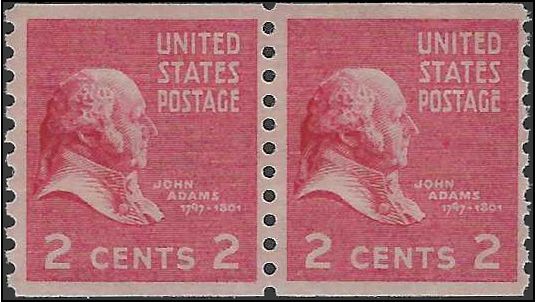 UNITED
STATES
POSTAGE
JOHN
ADAMS
1797-1801
2 CENTS 2
UNITED
STATES
POSTAGE
JOHN
ADAMS
1797-1801
2 CENTS 2